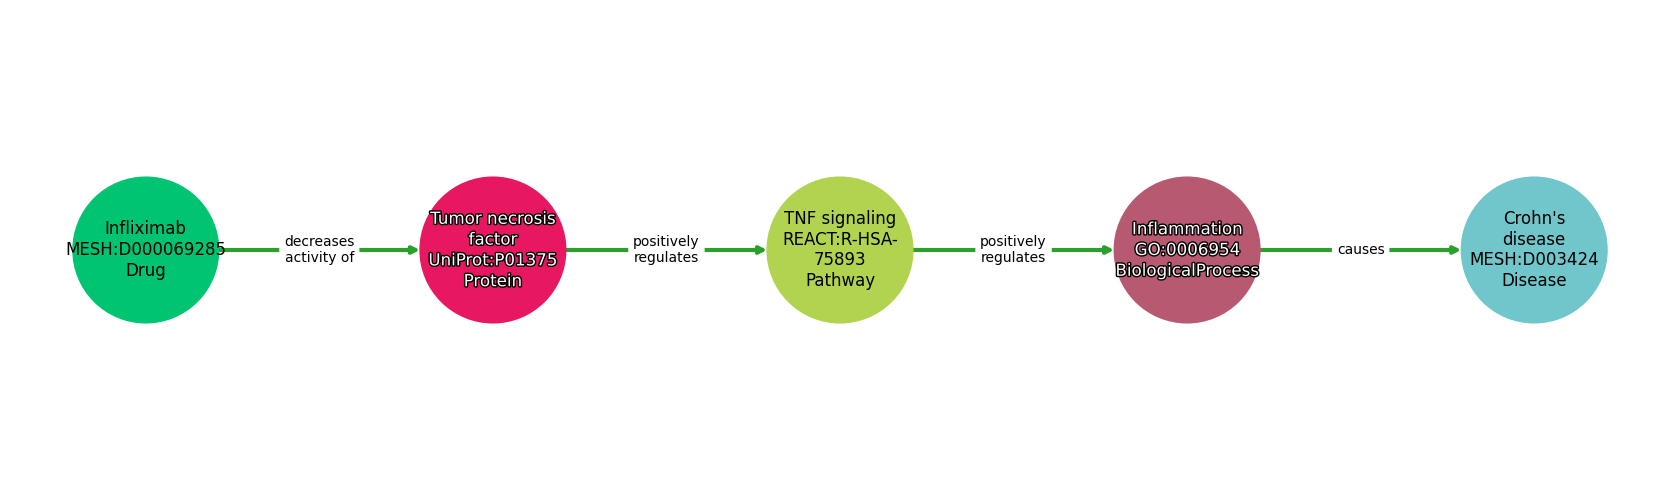 Infliximab
MESH:D000069285
Drug
decreases
activity of
Tumor necrosis
factor
UniProt:P01375
Protein
positively
regulates
TNF signaling
REACT:R-HSA-
75893
Pathway
positively
regulates
Inflammation
GO:0006954
BiologicalProcess
causes
Crohn's
disease
MESH:D003424
Disease